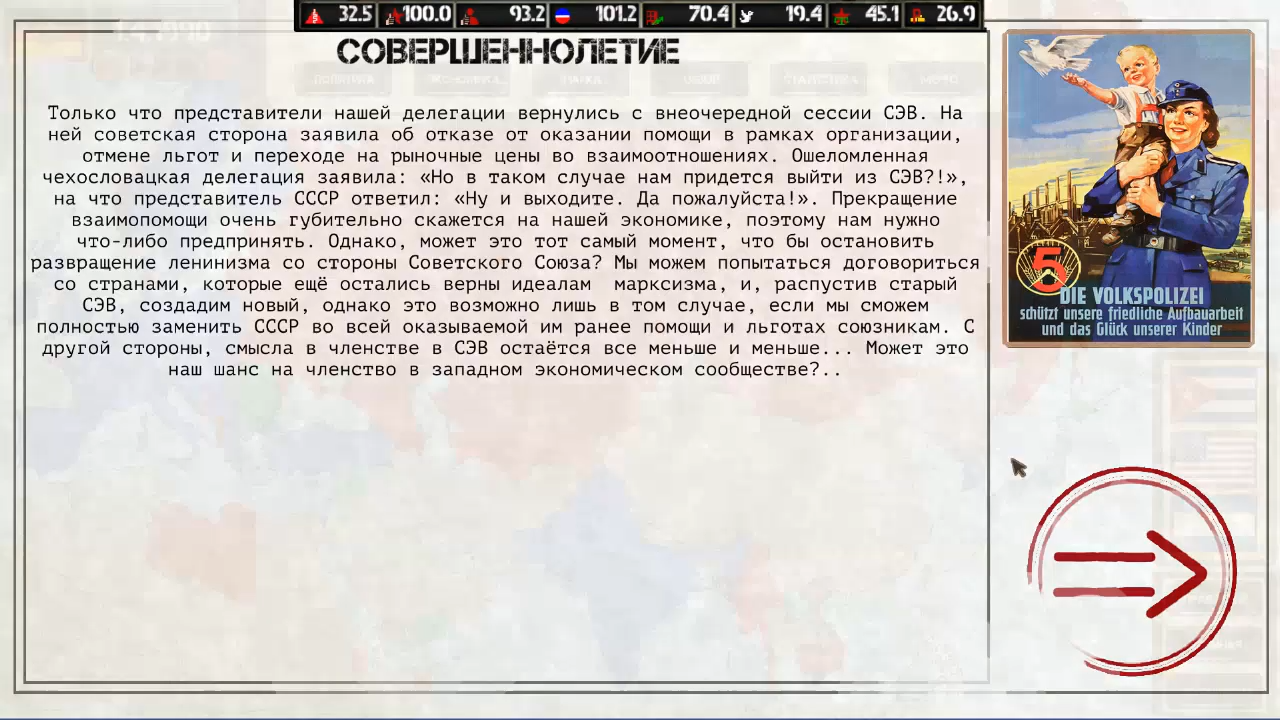 32.5 100.0 93.2 101.2 70.4 19.4 45.1 26.9
СОВЕРШЕННОЛЕТИЕ
Только что представители нашей делегации вернулись с внеочередной сессии СЭВ. На
ней советская сторона заявила об отказе от оказании помощи в рамках организации,
отмене льгот и переходе на рыночные цены во взаимоотношениях. Ошеломленная
чехословацкая делегация заявила: «Но в таком случае нам придется выйти из СЭВ?!»,
на что представитель СССР ответил: «Ну и выходите. Да пожалуйста!». Прекращение
взаимопомощи очень губительно скажется на нашей экономике, поэтому нам нужно
что-либо предпринять. Однако, может это тот самый момент, что бы остановить
развращение ленинизма со стороны Советского Союза? Мы можем попытаться договориться
со странами, которые ещё остались верны идеалам марксизма, и, распустив старый
СЭВ, создадим новый, однако это возможно лишь в том случае, если мы сможем
полностью заменить СССР во всей оказываемой им ранее помощи и льготах союзникам. С
другой стороны, смысла в членстве в СЭВ остаётся все меньше и меньше... Может это
наш шанс на членство в западном экономическом сообществе?..
5
DIE VOLKSPOLIZEI
schützt unsere friedliche Aufbauarbeit
und das Glück unserer Kinder